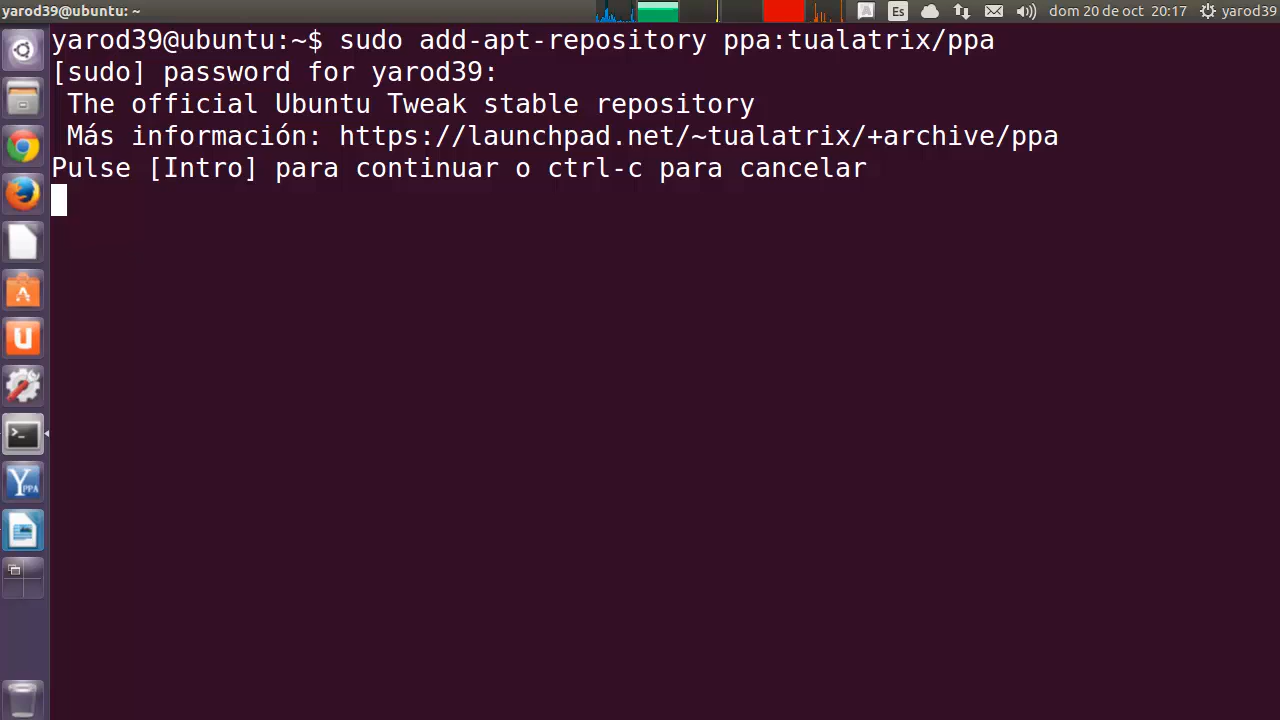 yarod39@ubuntu: ~
Es
dom 20 de oct 20:17
yarod39
yarod39@ubuntu:~$ sudo add-apt-repository ppa:tualatrix/ppa
[sudo] password for yarod39:
The official Ubuntu Tweak stable repository
Más información: https://launchpad.net/~tualatrix/+archive/ppa
Pulse [Intro] para continuar o ctrl-c para cancelar
YPPA